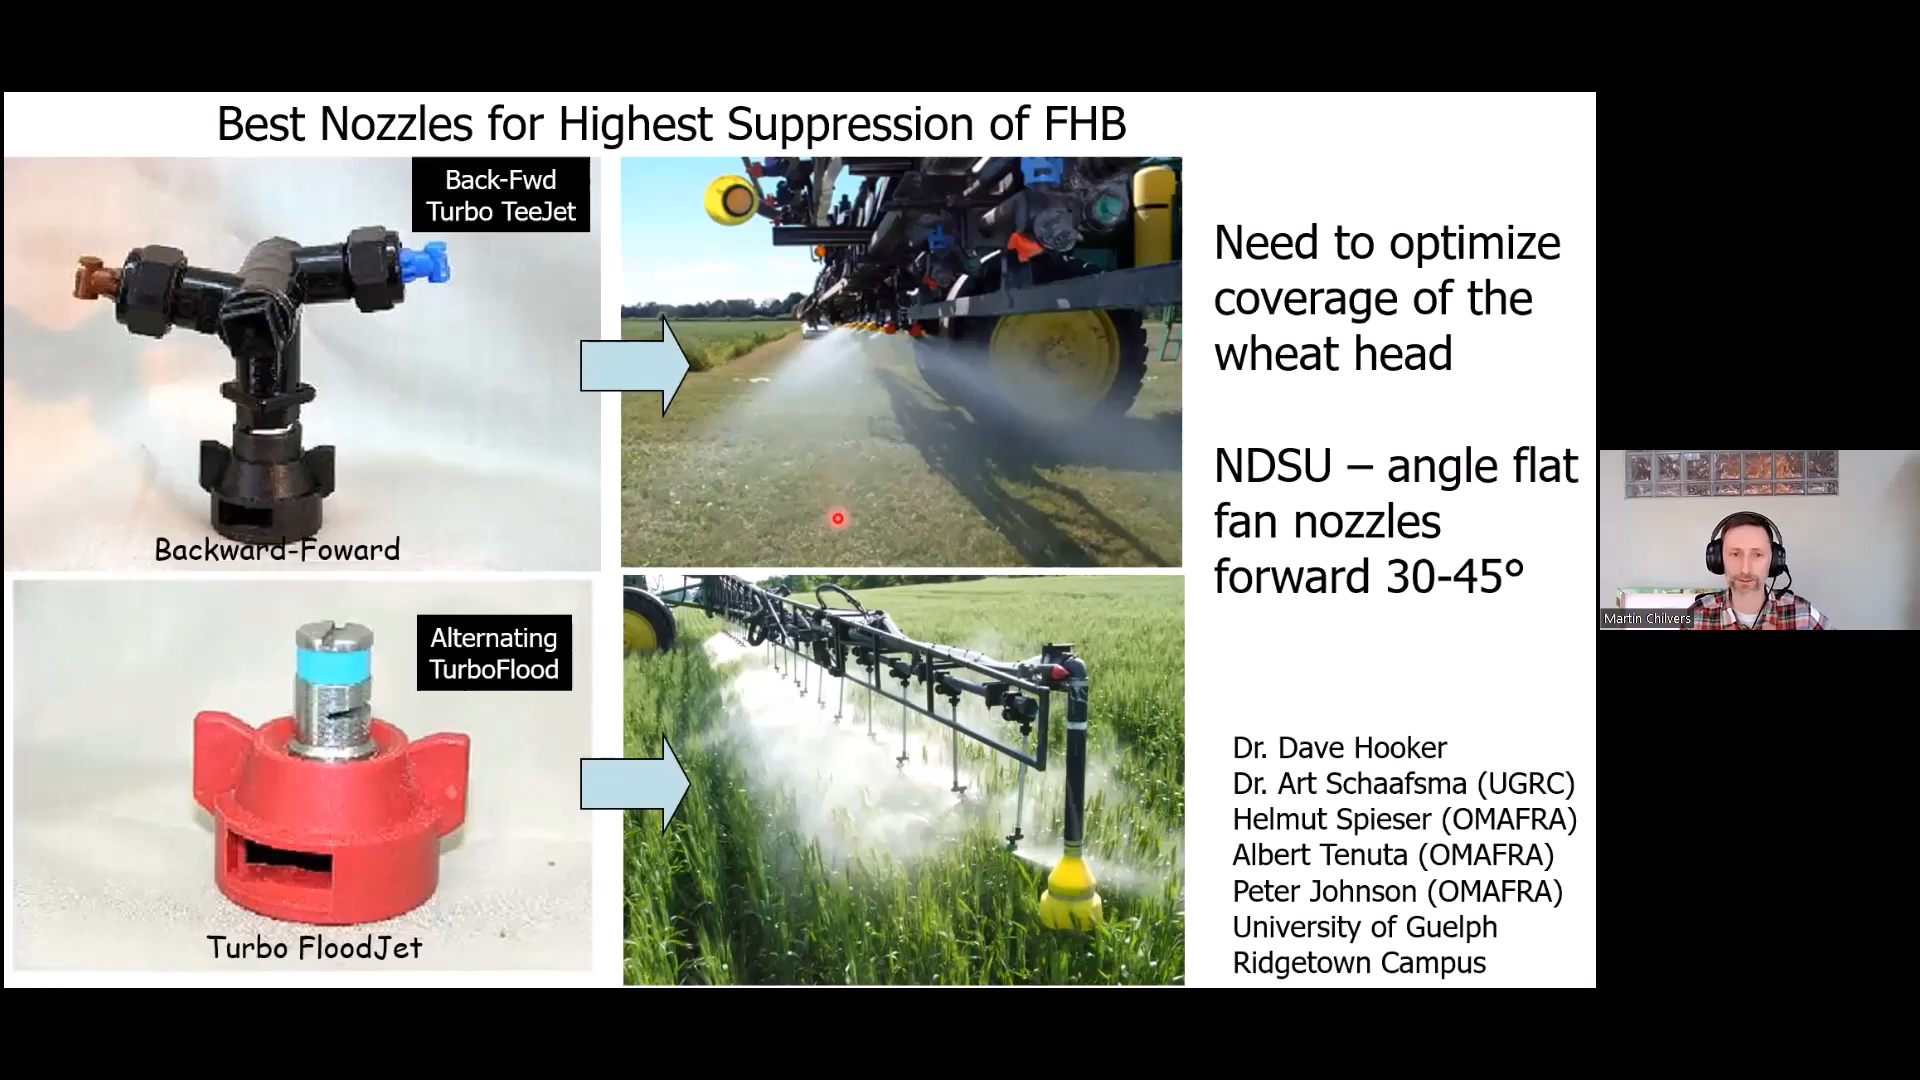 Best Nozzles for Highest Suppression of FHB
Back-Fwd
Turbo TeeJet
Backward-Foward
Alternating
TurboFlood
Turbo FloodJet
Need to optimize
coverage of the
wheat head
NDSU – angle flat
fan nozzles
forward 30-45°
Dr. Dave Hooker
Dr. Art Schaafsma (UGRC)
Helmut Spieser (OMAFRA)
Albert Tenuta (OMAFRA)
Peter Johnson (OMAFRA)
University of Guelph
Ridgetown Campus
Martin Chilvers